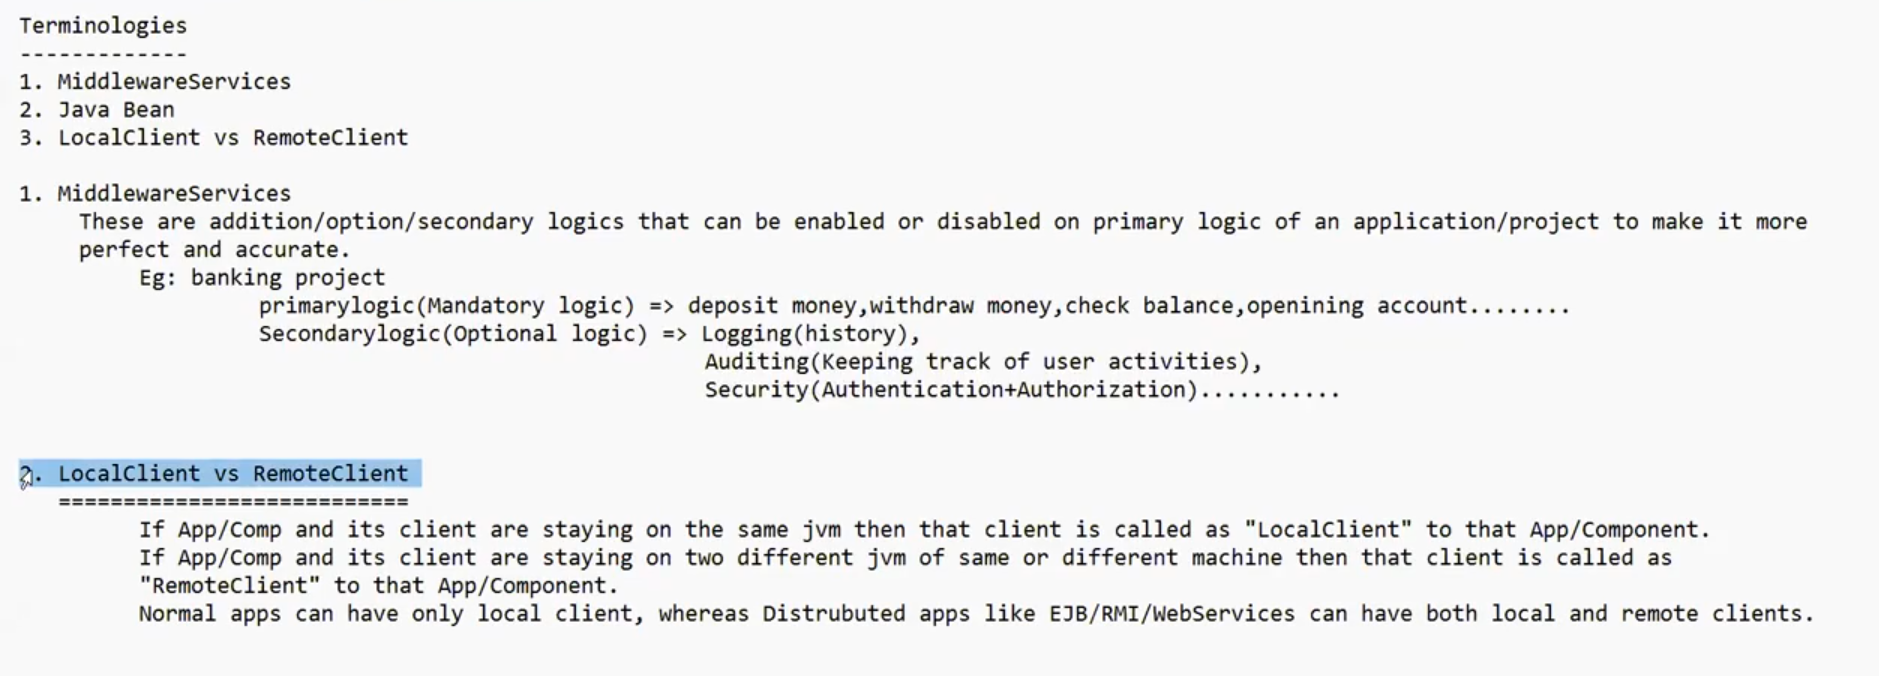 Terminologies
-------------
1. MiddlewareServices
2. Java Bean
3. LocalClient vs RemoteClient
1. MiddlewareServices
These are addition/option/secondary logics that can be enabled or disabled on primary logic of an application/project to make it more
perfect and accurate.
Eg: banking project
primarylogic(Mandatory logic) => deposit money,withdraw money,check balance,openining account........
Secondarylogic(Optional logic) => Logging(history),
Auditing(Keeping track of user activities),
Security(Authentication+Authorization)...........
2. LocalClient vs RemoteClient
===========================
If App/Comp and its client are staying on the same jvm then that client is called as "LocalClient" to that App/Component.
If App/Comp and its client are staying on two different jvm of same or different machine then that client is called as
"RemoteClient" to that App/Component.
Normal apps can have only local client, whereas Distrubuted apps like EJB/RMI/WebServices can have both local and remote clients.